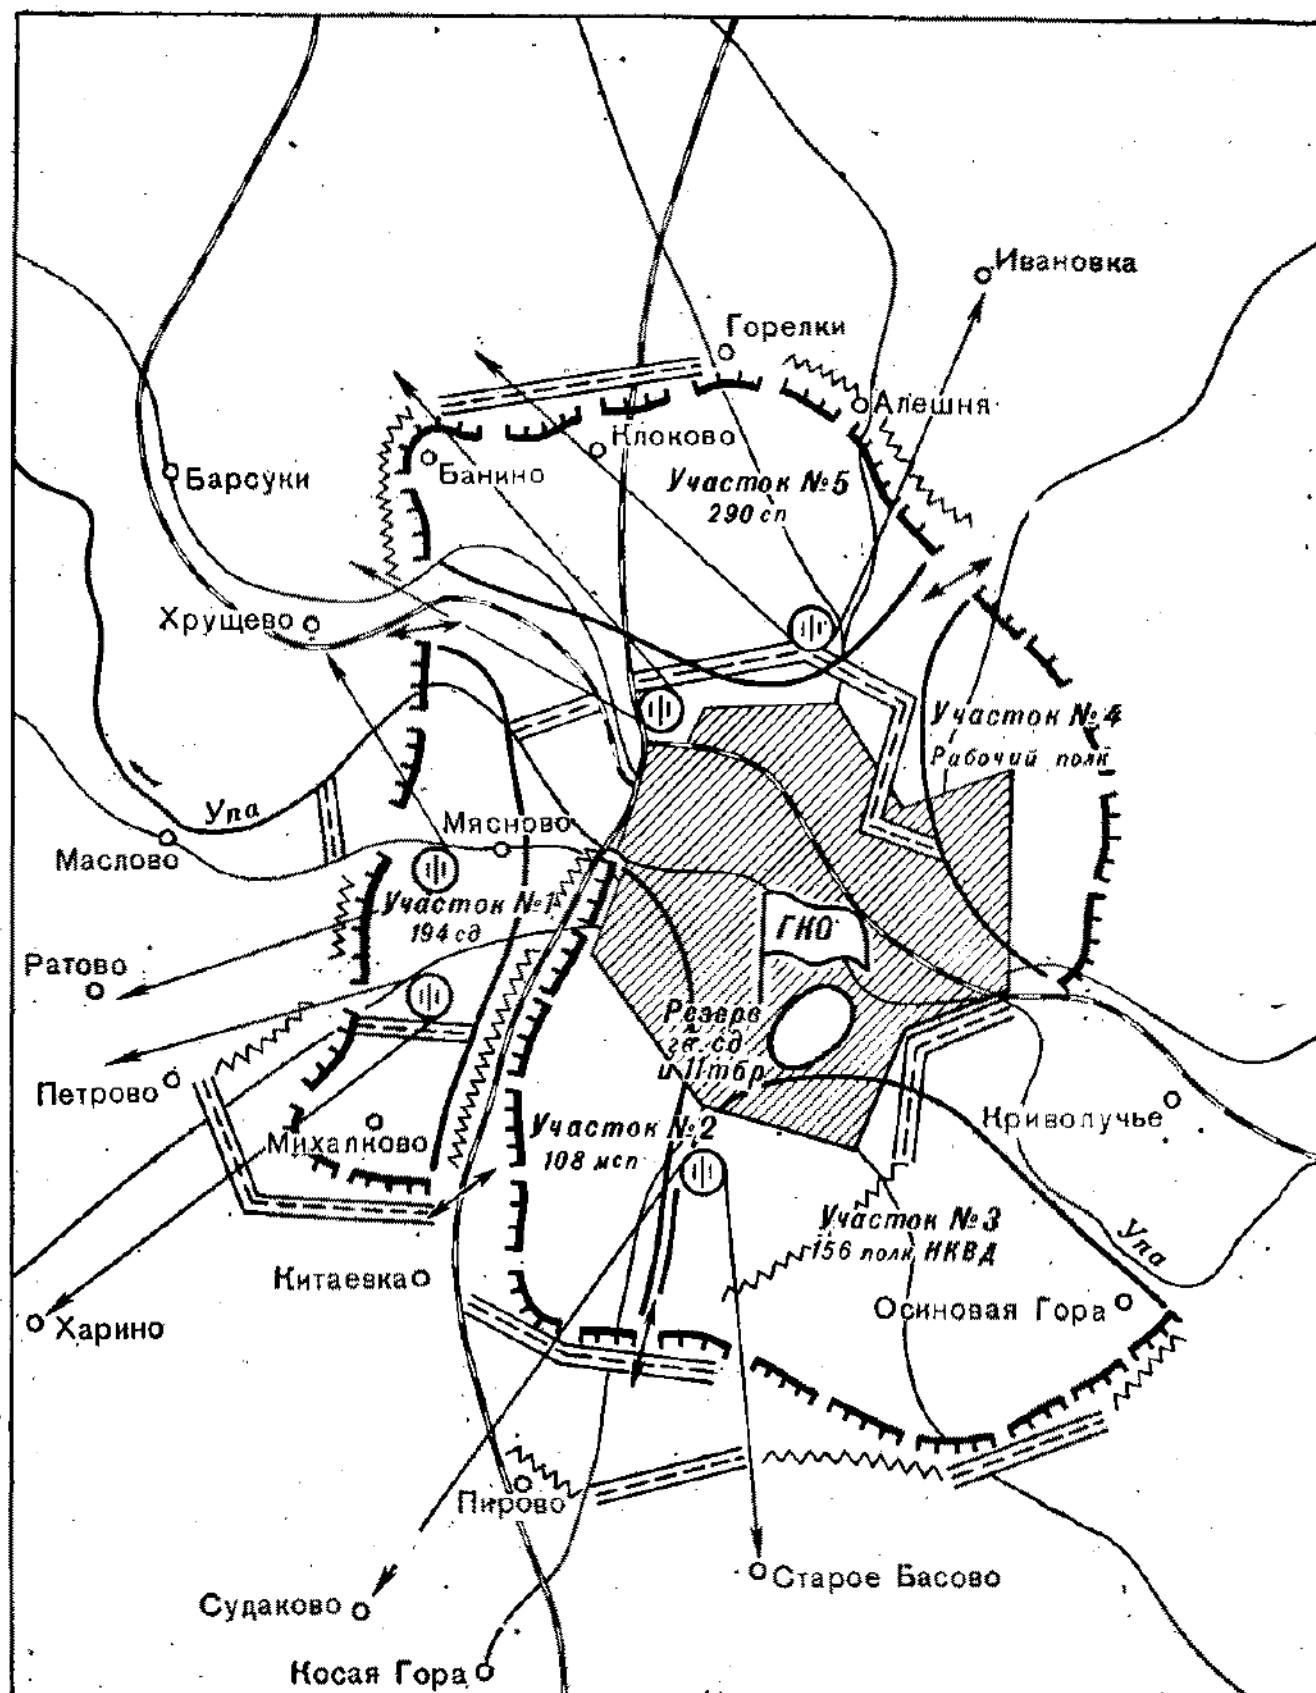 Ивановка
Горелки
Алешня
Клоково
Банино
Барсуки
Участок №5
290 сп
Хрущево
Участок №4
Рабочий полк
Упа
Мясново
Маслово
Участок №1
194 сд
ГКО
Ратово
Резерв
гв. сд
и 11 тбр
Петрово
Михалково
Криволучье
Участок №2
108 мсп
Участок №3
156 полк НКВД
Упа
Китаевка
Осиновая Гора
Харино
Пирово
Старое Басово
Судаково
Косая Гора